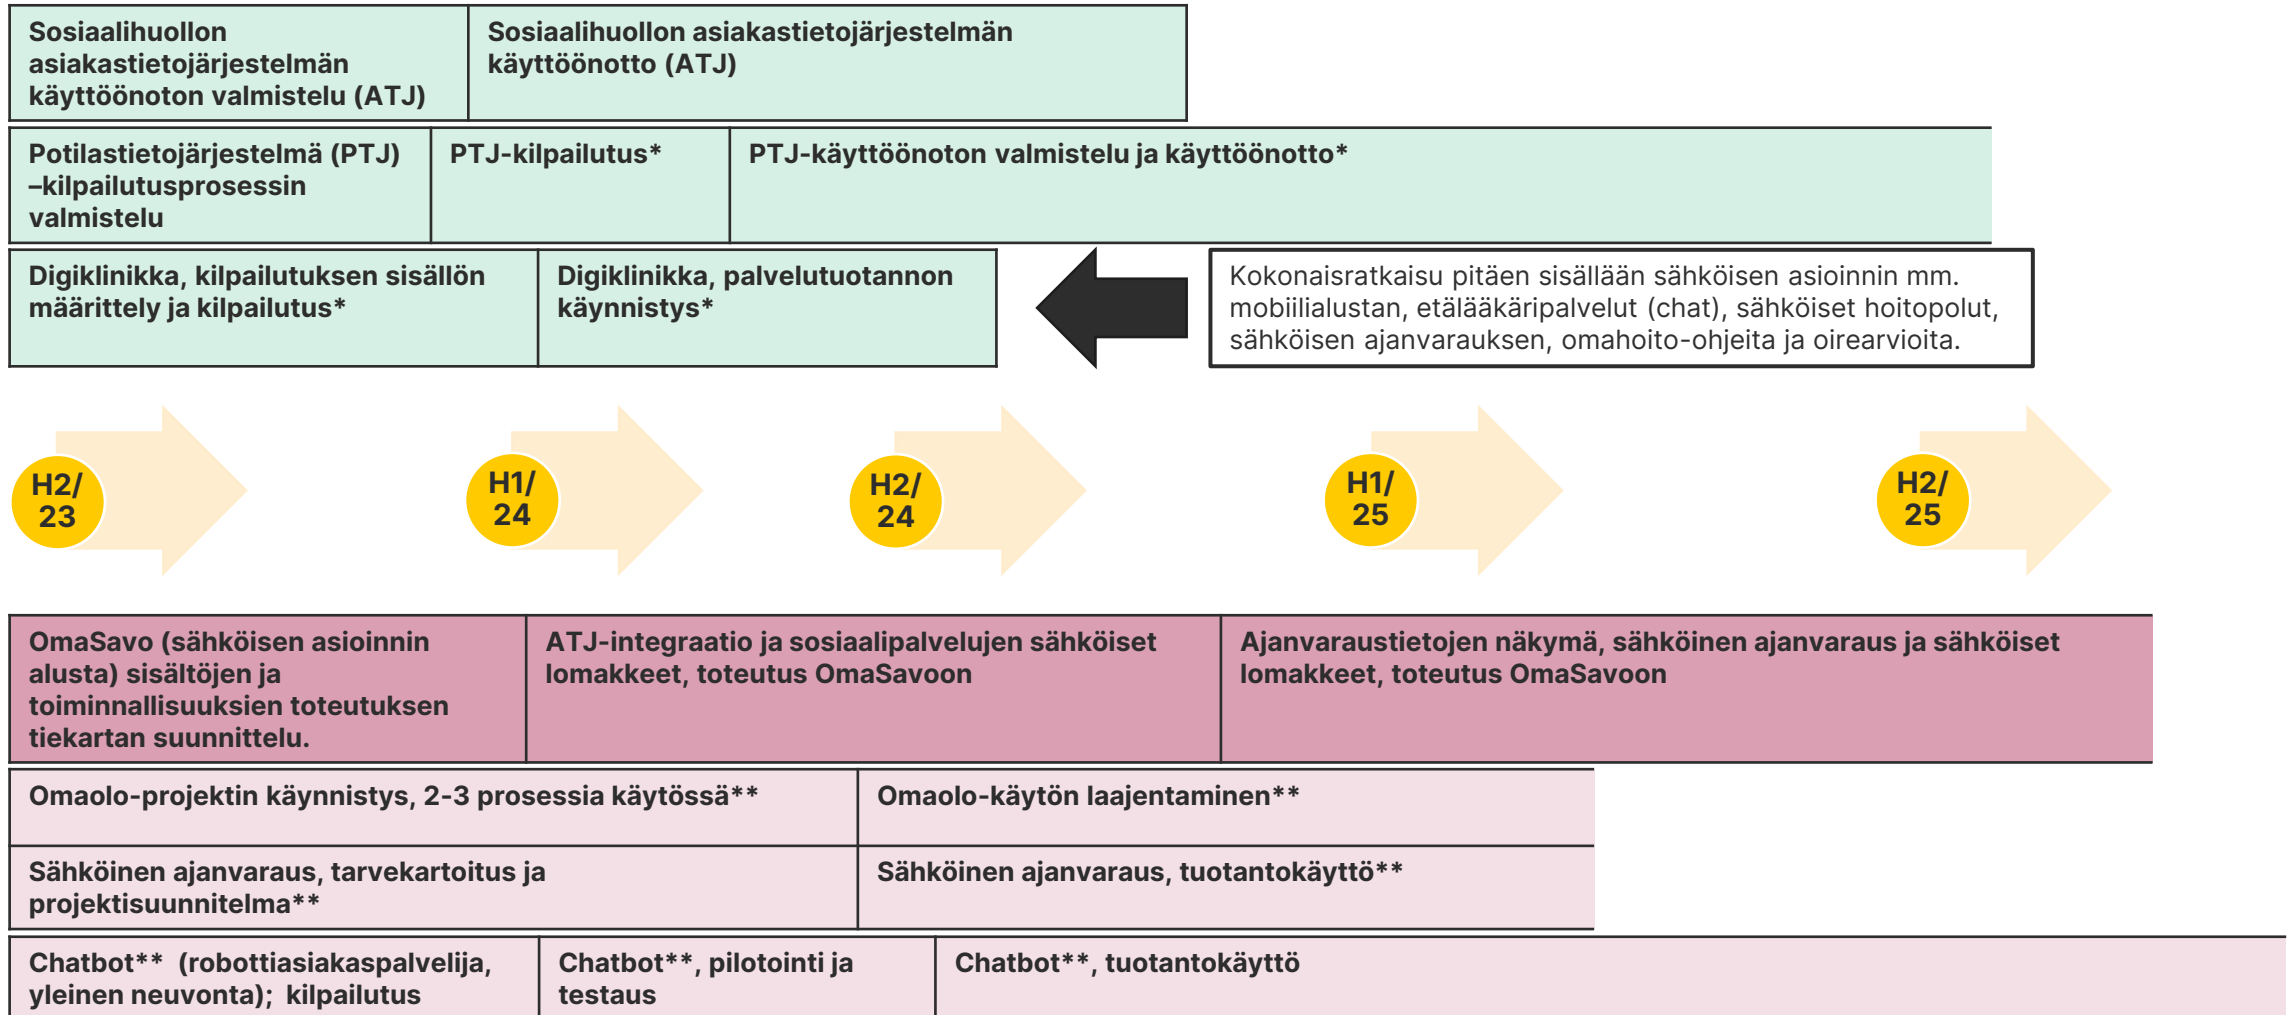 Sosiaalihuollon
asiakastietojärjestelmän
käyttöönoton valmistelu (ATJ)
Sosiaalihuollon asiakastietojärjestelmän
käyttöönotto (ATJ)
Potilastietojärjestelmä (PTJ)
–kilpailutusprosessin
valmistelu
PTJ-kilpailutus*
PTJ-käyttöönoton valmistelu ja käyttöönotto*
Digiklinikka, kilpailutuksen sisällön
määrittely ja kilpailutus*
Digiklinikka, palvelutuotannon
käynnistys*
Kokonaisratkaisu pitäen sisällään sähköisen asioinnin mm.
mobiilialustan, etälääkäripalvelut (chat), sähköiset hoitopolut,
sähköisen ajanvarauksen, omahoito-ohjeita ja oirearvioita.
H2/
23
H1/
24
H2/
24
H1/
25
H2/
25
OmaSavo (sähköisen asioinnin
alusta) sisältöjen ja
toiminnallisuuksien toteutuksen
tiekartan suunnittelu.
ATJ-integraatio ja sosiaalipalvelujen sähköiset
lomakkeet, toteutus OmaSavoon
Ajanvaraustietojen näkymä, sähköinen ajanvaraus ja sähköiset
lomakkeet, toteutus OmaSavoon
Omaolo-projektin käynnistys, 2-3 prosessia käytössä**
Omaolo-käytön laajentaminen**
Sähköinen ajanvaraus, tarvekartoitus ja
projektisuunnitelma**
Sähköinen ajanvaraus, tuotantokäyttö**
Chatbot** (robottiasiakaspalvelija,
yleinen neuvonta); kilpailutus
Chatbot**, pilotointi ja
testaus
Chatbot**, tuotantokäyttö